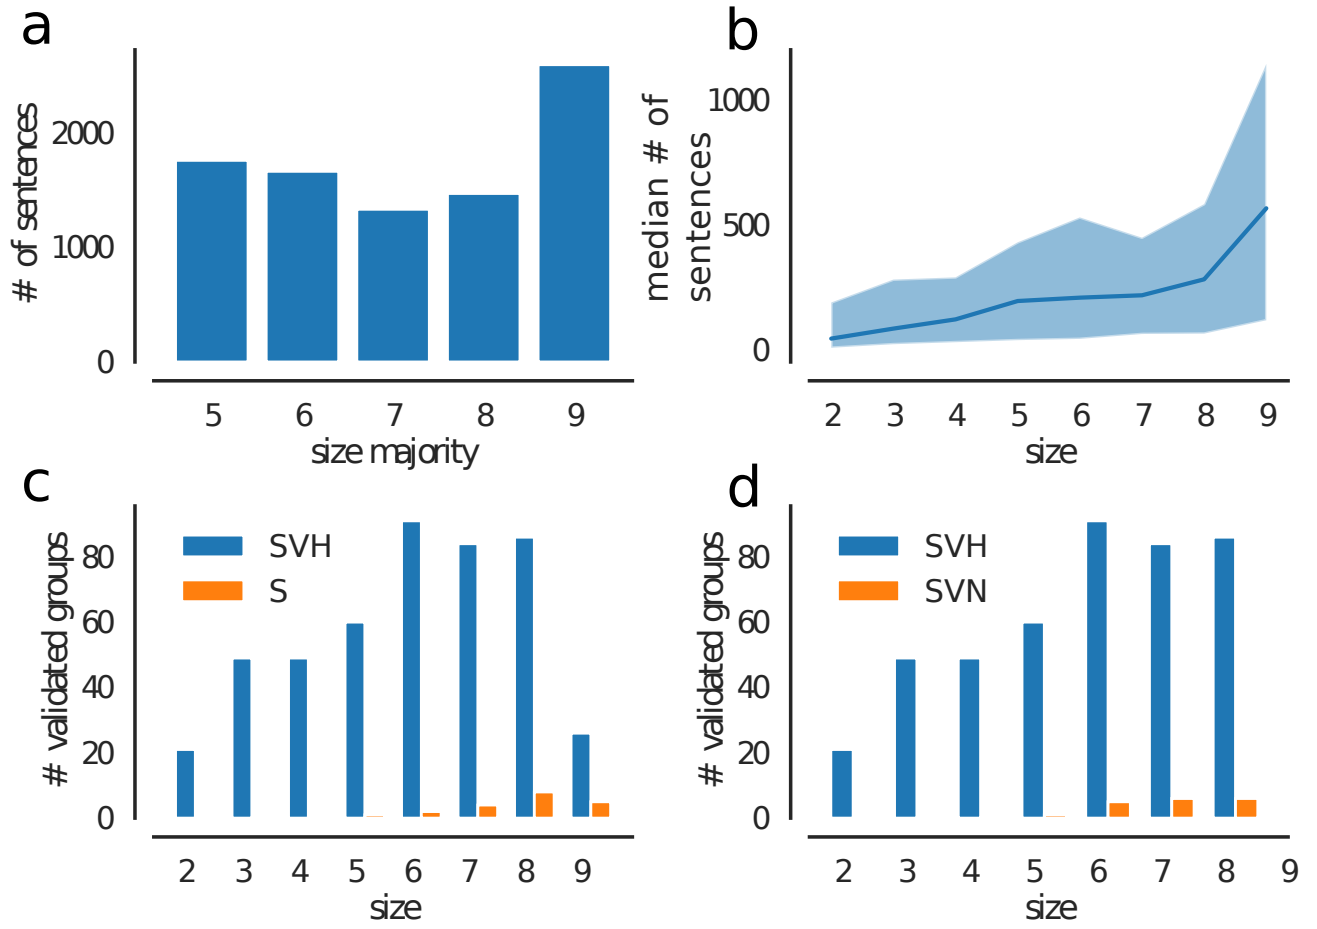 a
# of sentences
2000
1000
0
5 6 7 8 9
size majority
b
median # of
sentences
1000
500
0
2 3 4 5 6 7 8 9
size
c
# validated groups
80
60
40
20
0
SVH
S
2 3 4 5 6 7 8 9
size
d
# validated groups
80
60
40
20
0
SVH
SVN
2 3 4 5 6 7 8 9
size